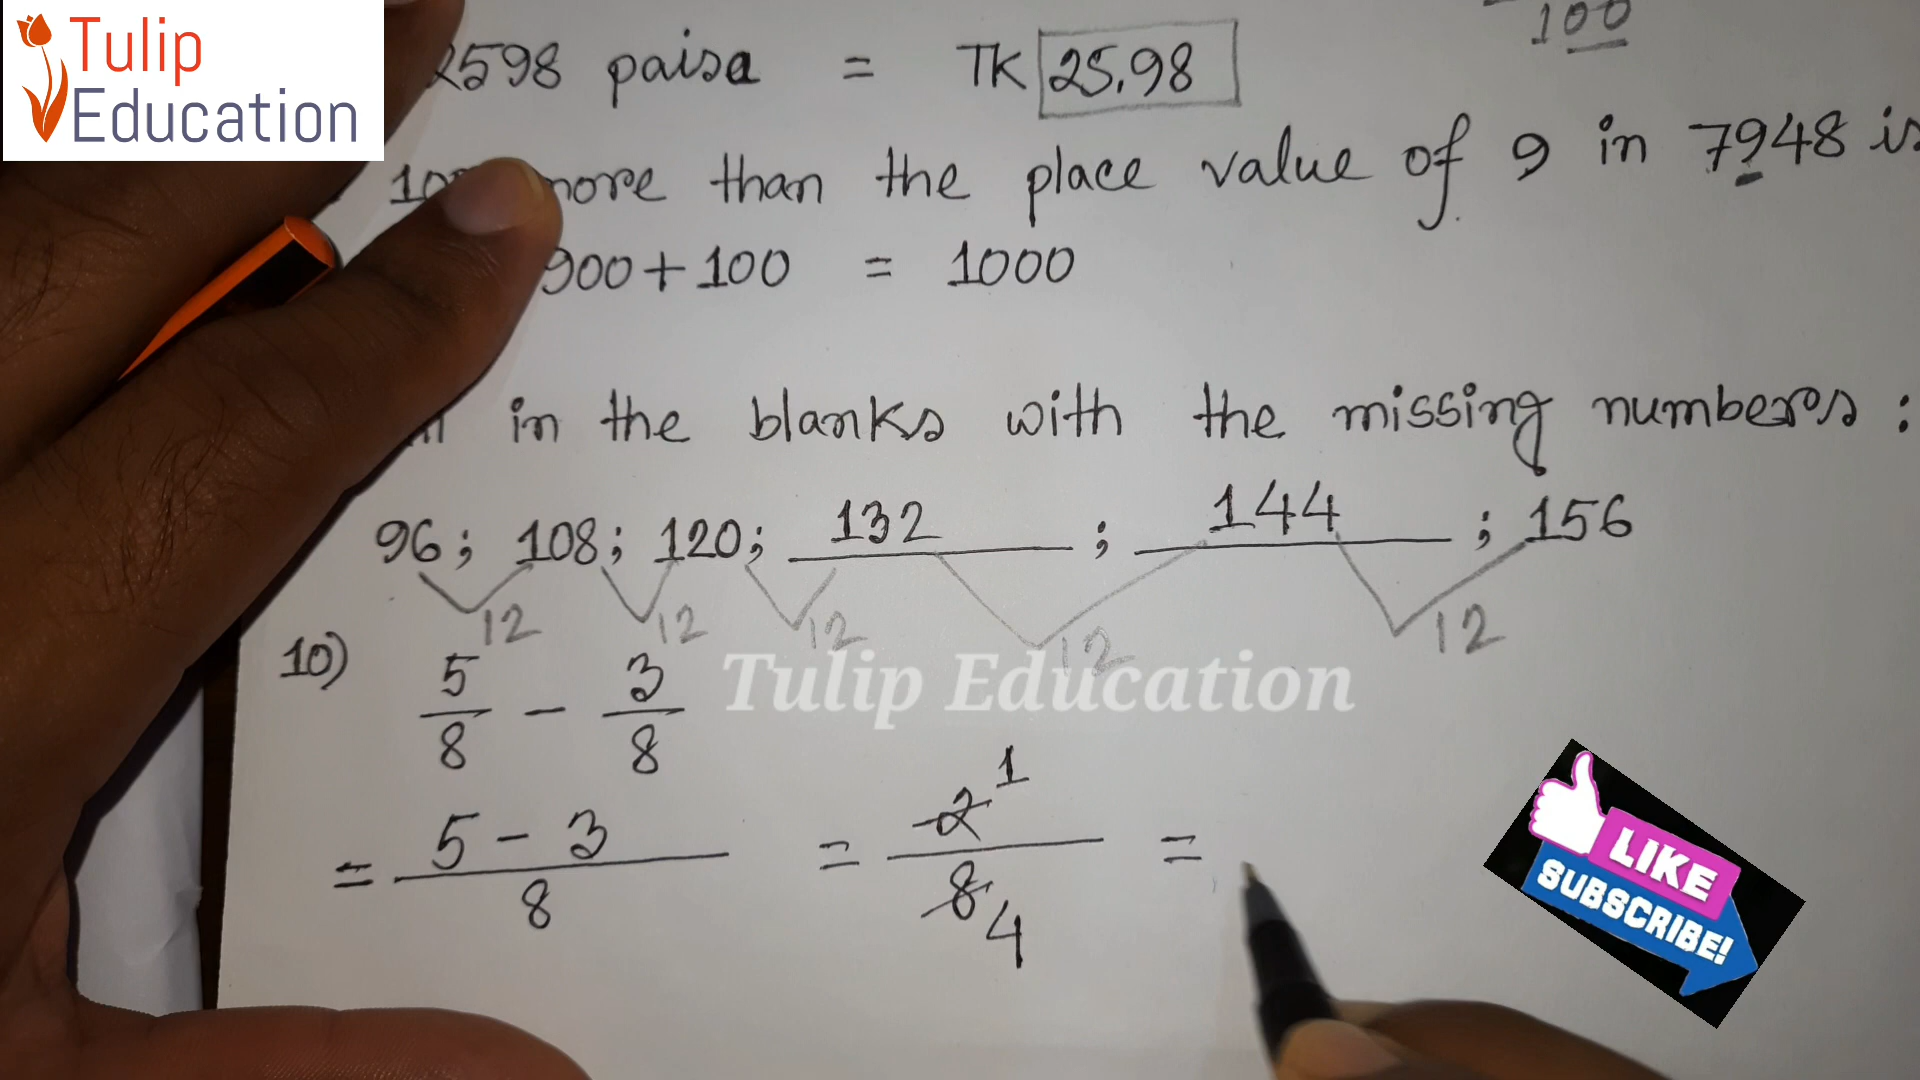 Tulip
Education
100
2598 paisa = TK 25.98
more than the place value of 9 in 7948 is
900 + 100 = 1000
in the blanks with the missing numbers :
96; 108; 120; 132 ; 144 ; 156
12 12 12 12 12
10) 5/8 - 3/8
Tulip Education
= 5 - 3 / 8 = 2 1 / 8 4 =
LIKE
SUBSCRIBE!